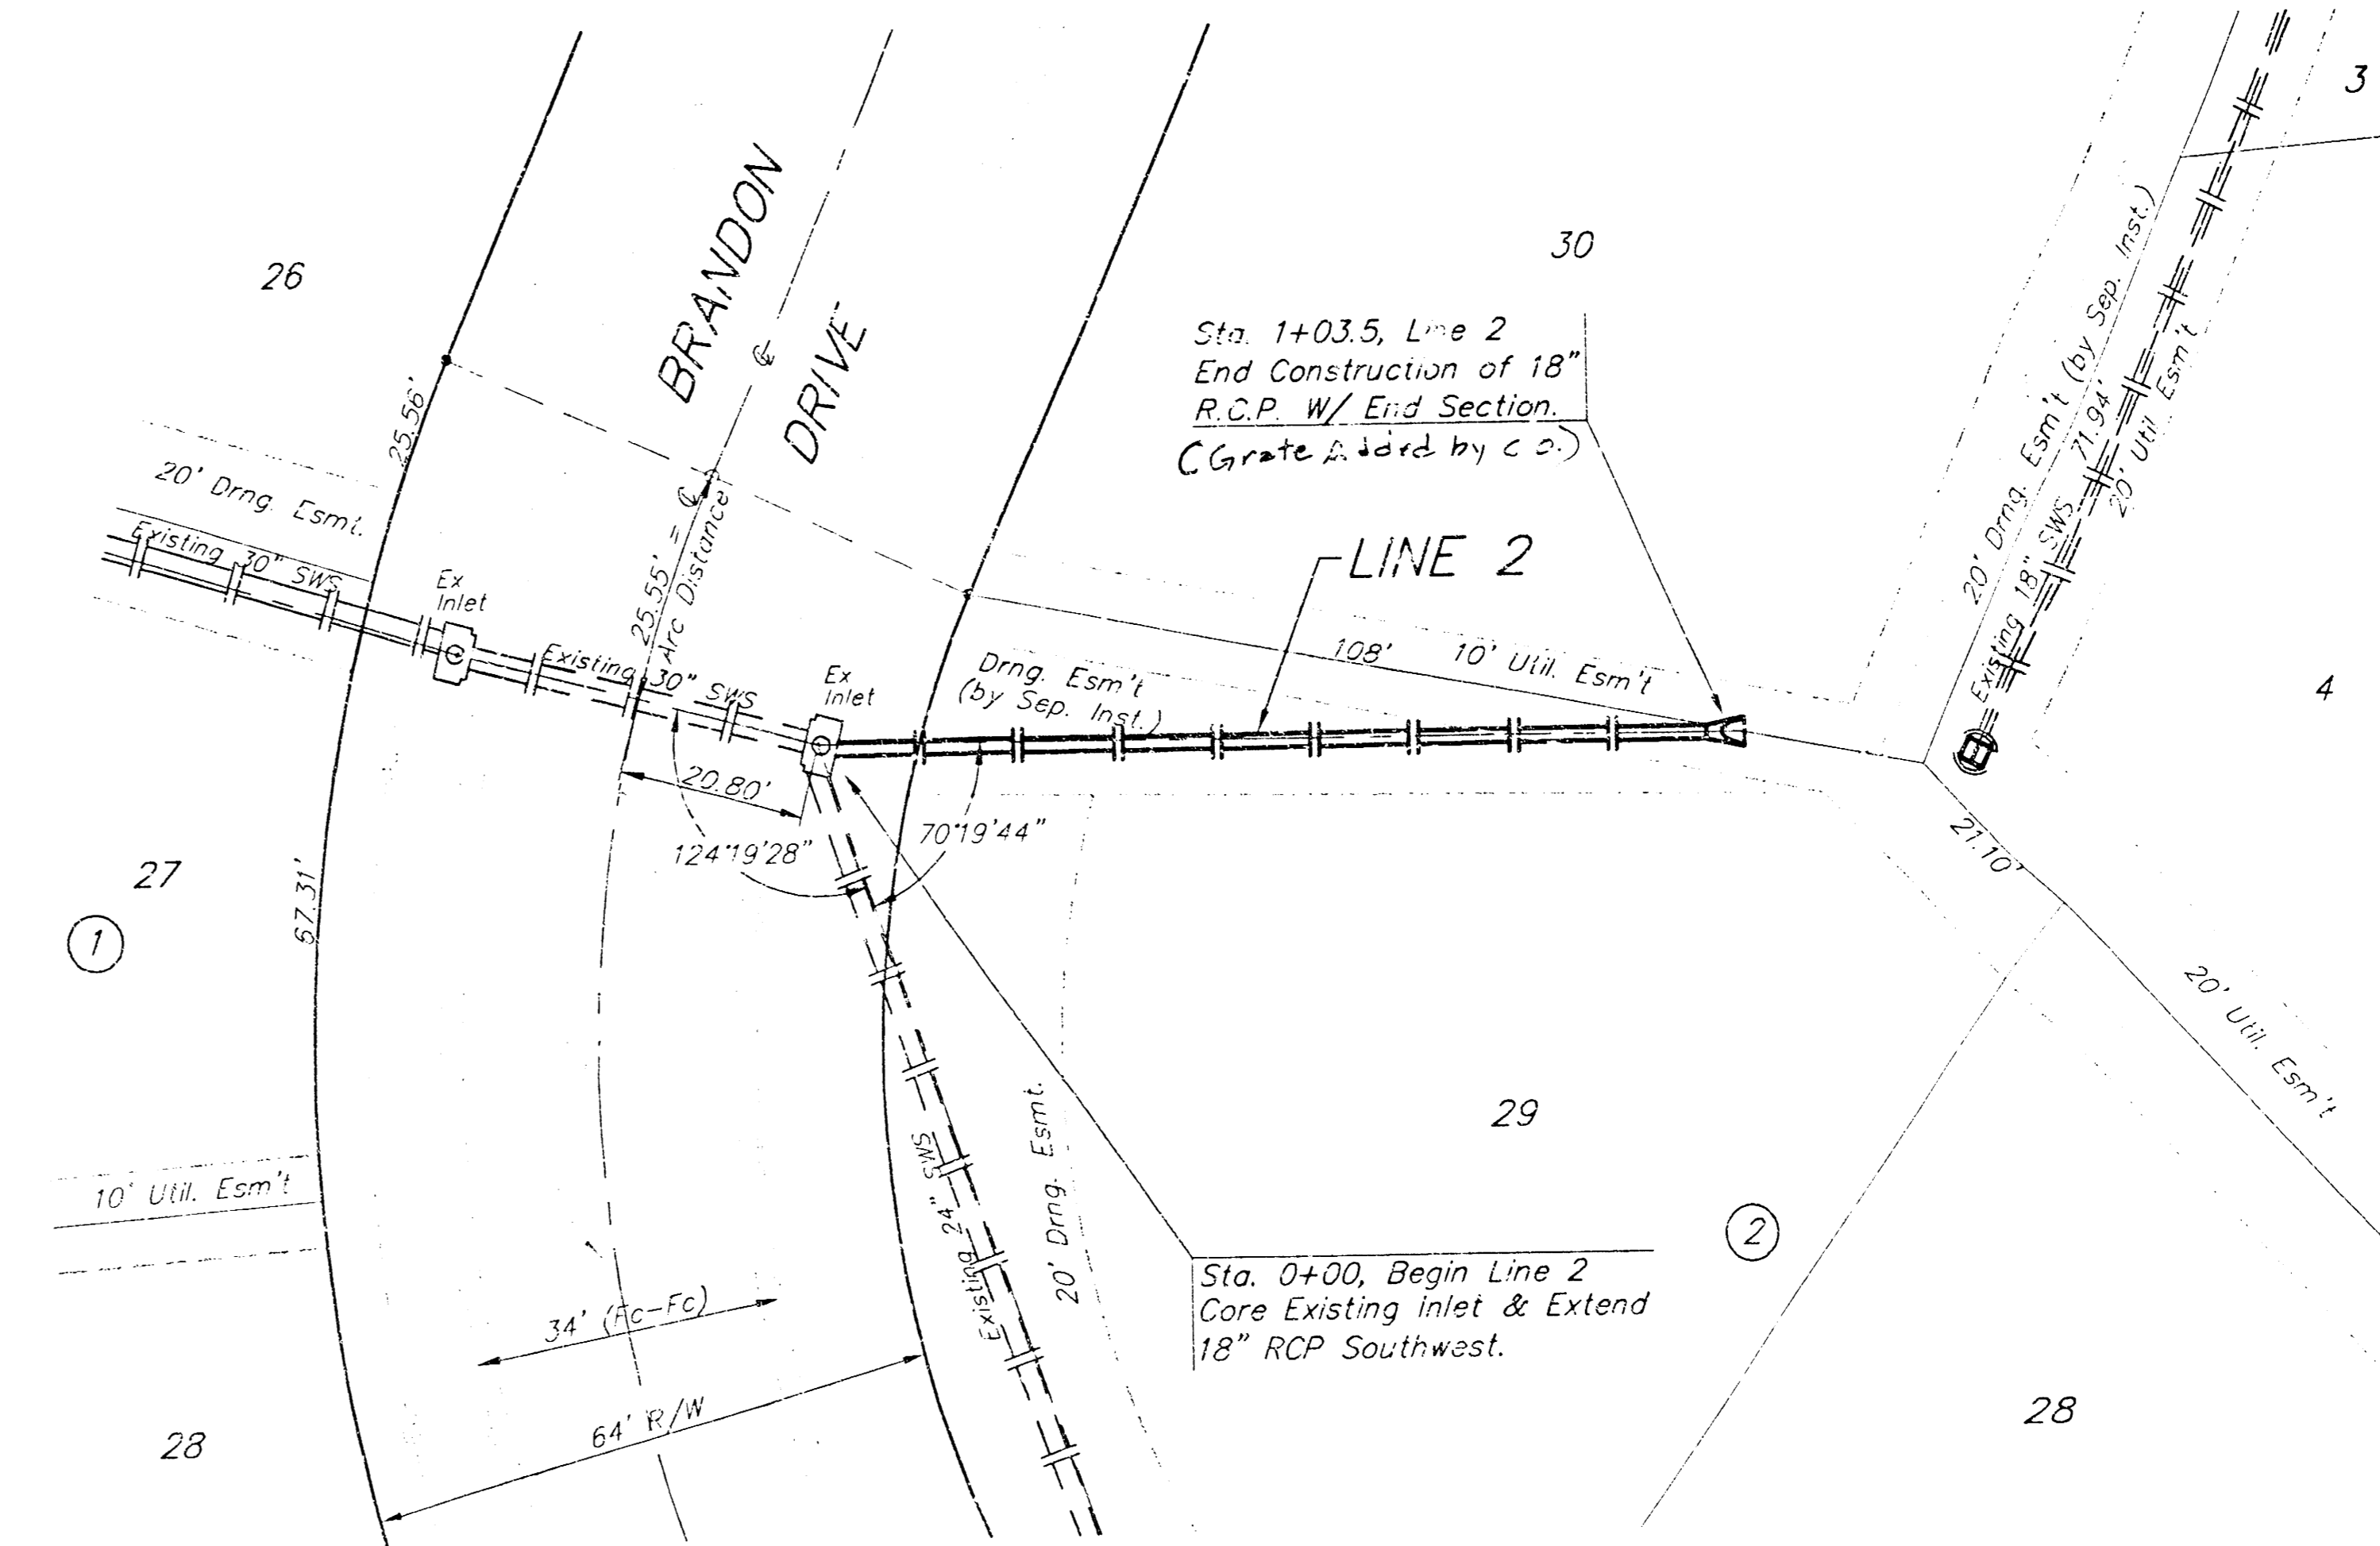 3
BRANDON
DRIVE
℄
30
26
Sta. 1+03.5, Line 2
End Construction of 18"
R.C.P. W/ End Section.
(Grate Added by c o.)
20' Drng. Esm't (by Sep. Inst.)
71.94'
20' Util Esm't
Existing 18" SWS
25.56'
20' Drng. Esmt.
Existing 30" SWS
Ex
Inlet
25.55' = ℄
Arc Distance
LINE 2
Existing 30" SWS
Ex
Inlet
Drng. Esm't
(by Sep. Inst.)
108'
10' Util. Esm't
4
20.80'
124°19'28"
70°19'44"
21.10'
27
1
67.31'
20' Util. Esm't
29
10' Util. Esm't
Existing 24" SWS
20' Drng. Esmt.
2
Sta. 0+00, Begin Line 2
Core Existing inlet & Extend
18" RCP Southwest.
34' (Fc-Fc)
64' R/W
28
28